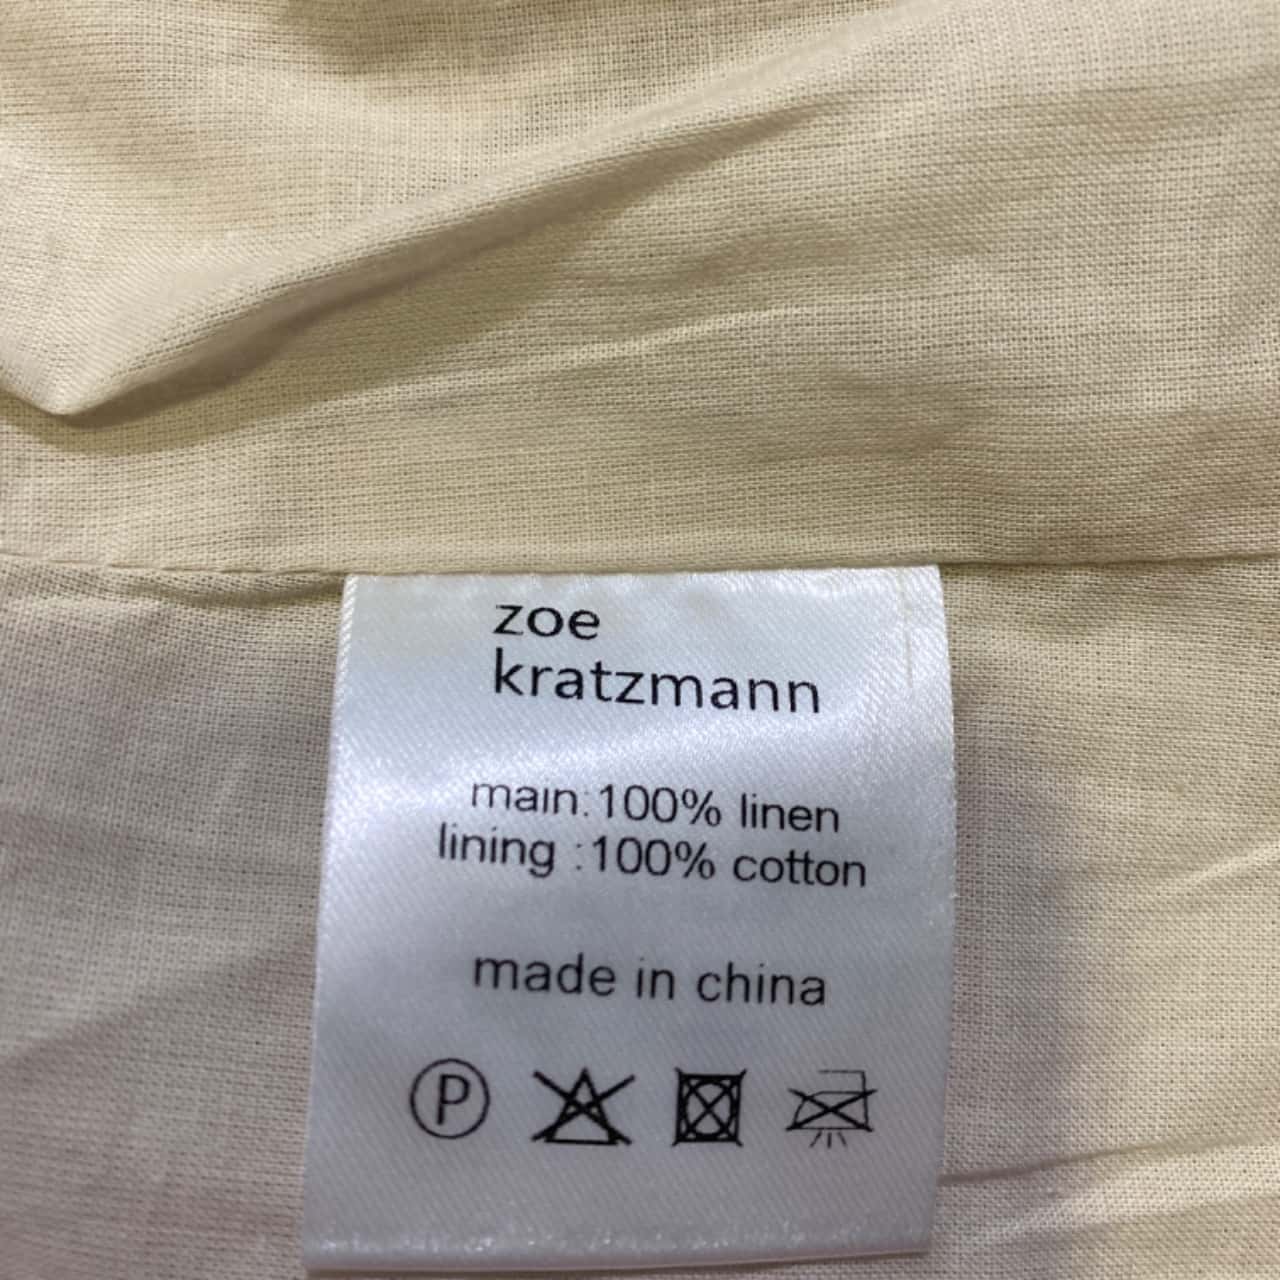 zoe
kratzmann
main:100% linen
lining :100% cotton
made in china
P